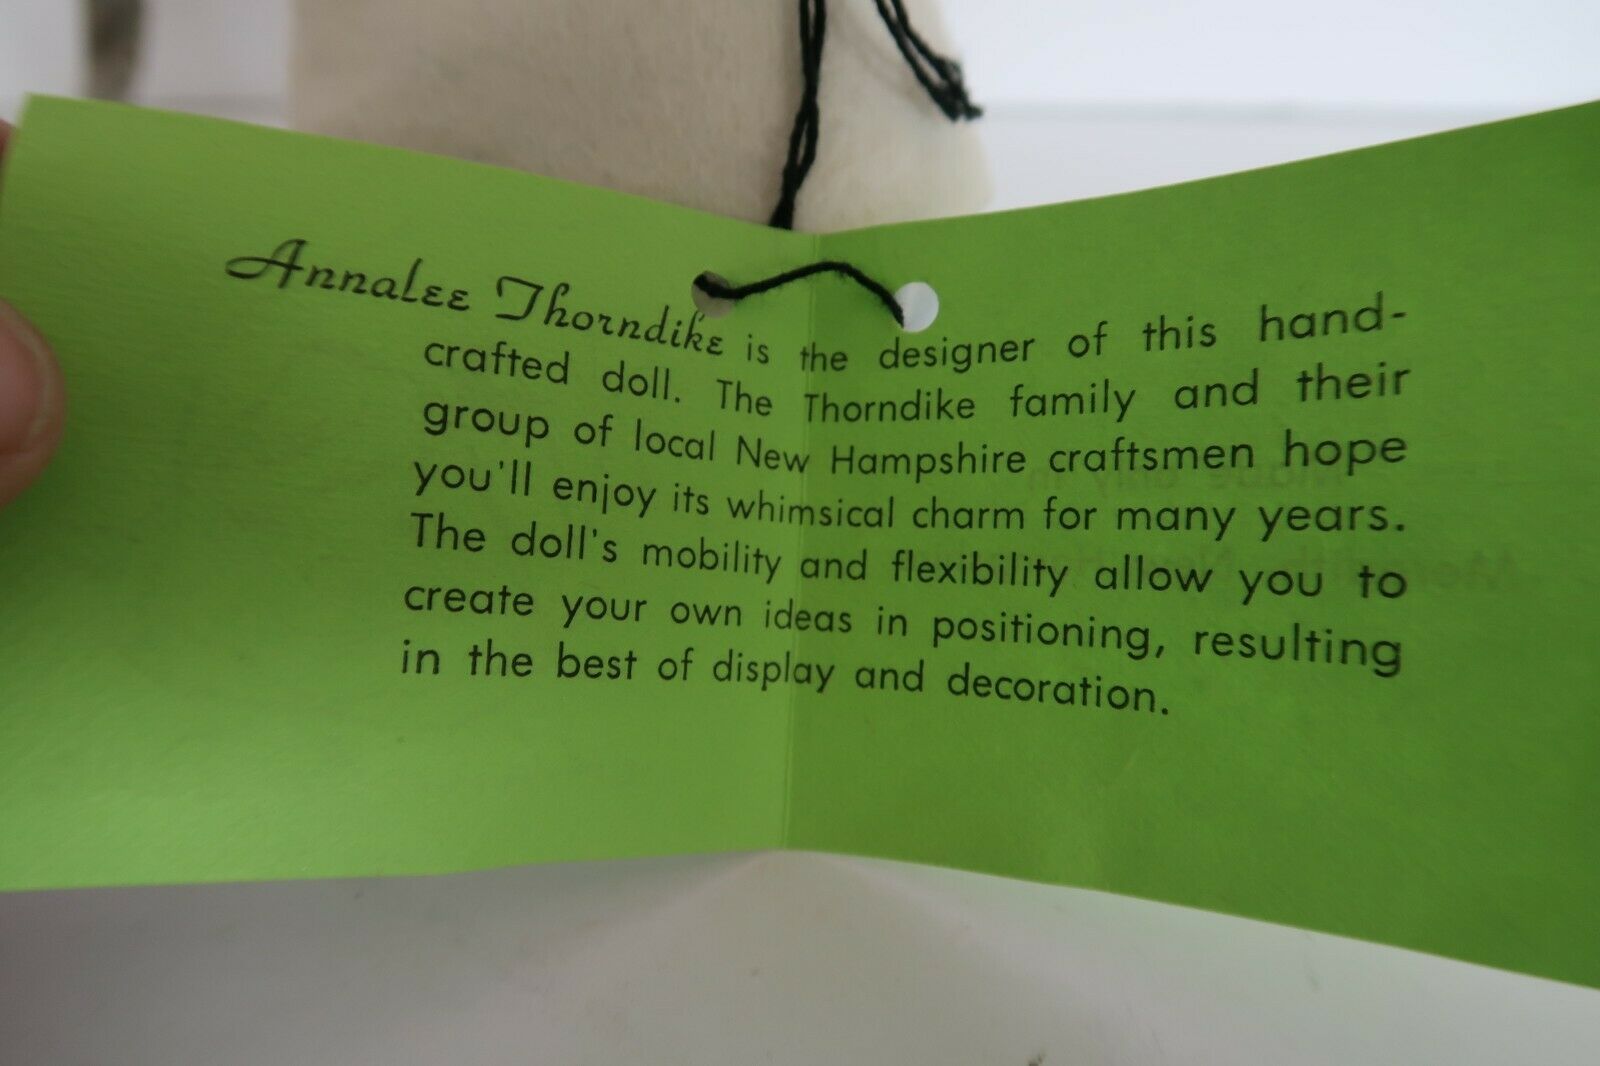 Annalee Thorndike is the designer of this hand-
crafted doll. The Thorndike family and their
group of local New Hampshire craftsmen hope
you'll enjoy its whimsical charm for many years.
The doll's mobility and flexibility allow you to
create your own ideas in positioning, resulting
in the best of display and decoration.